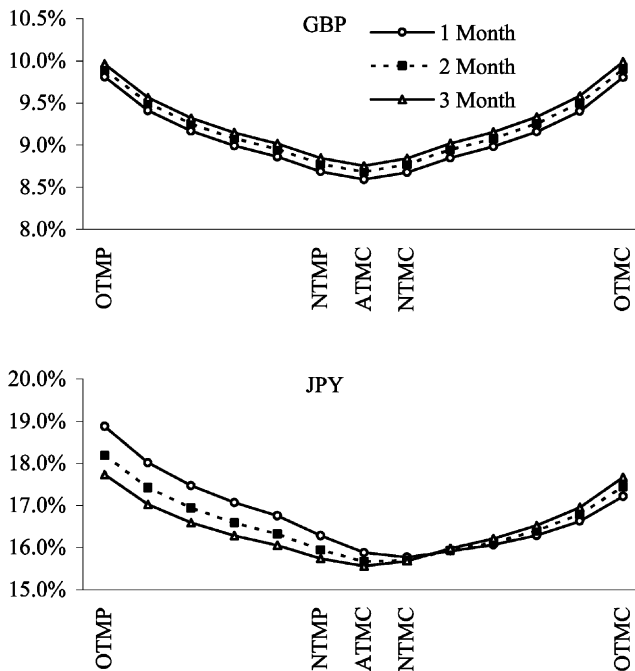 GBP
1 Month
2 Month
3 Month
10.5%
10.0%
9.5%
9.0%
8.5%
8.0%
OTMP
NTMP
ATMC
NTMC
OTMC
JPY
20.0%
19.0%
18.0%
17.0%
16.0%
15.0%
OTMP
NTMP
ATMC
NTMC
OTMC